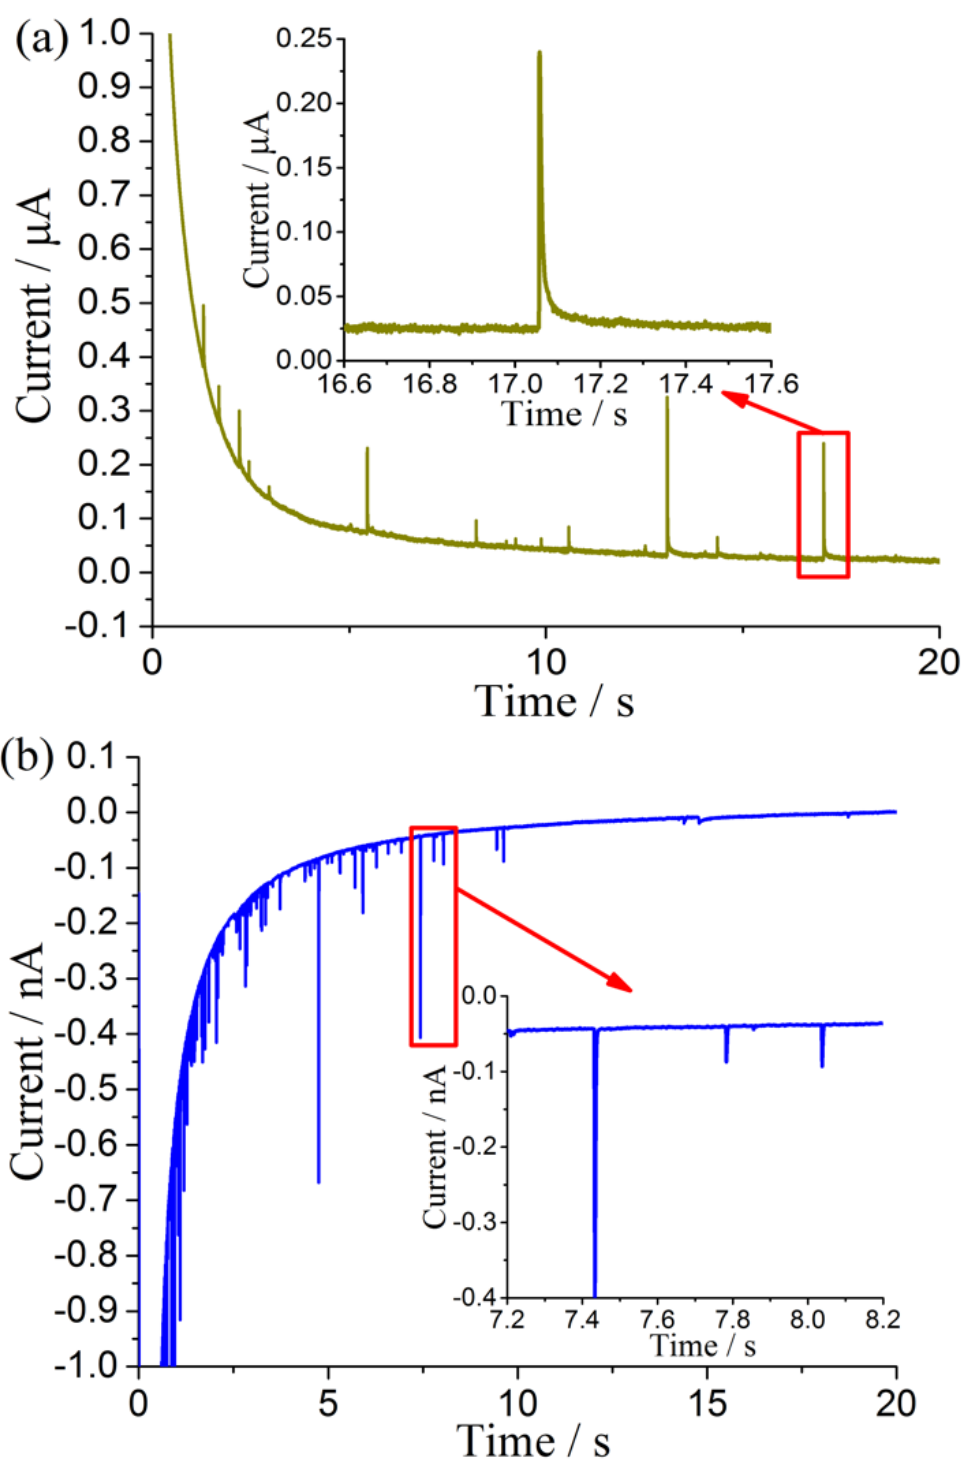 (a)
1.0
0.9
0.8
0.7
0.6
0.5
0.4
0.3
0.2
0.1
0.0
-0.1
Current / μA
0 10 20
Time / s
0.25
0.20
0.15
0.10
0.05
0.00
Current / μA
16.6 16.8 17.0 17.2 17.4 17.6
Time / s
(b)
0.1
0.0
-0.1
-0.2
-0.3
-0.4
-0.5
-0.6
-0.7
-0.8
-0.9
-1.0
Current / nA
0 5 10 15 20
Time / s
0.0
-0.1
-0.2
-0.3
-0.4
Current / nA
7.2 7.4 7.6 7.8 8.0 8.2
Time / s